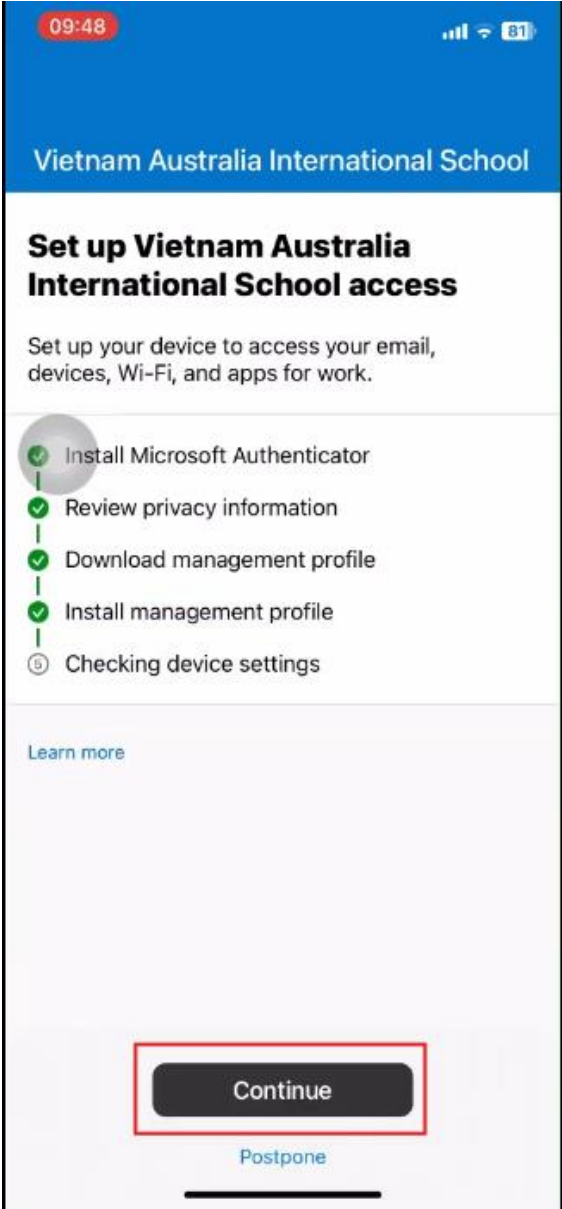 09:48
81
Vietnam Australia International School
Set up Vietnam Australia
International School access
Set up your device to access your email,
devices, Wi-Fi, and apps for work.
Install Microsoft Authenticator
Review privacy information
Download management profile
Install management profile
5 Checking device settings
Learn more
Continue
Postpone